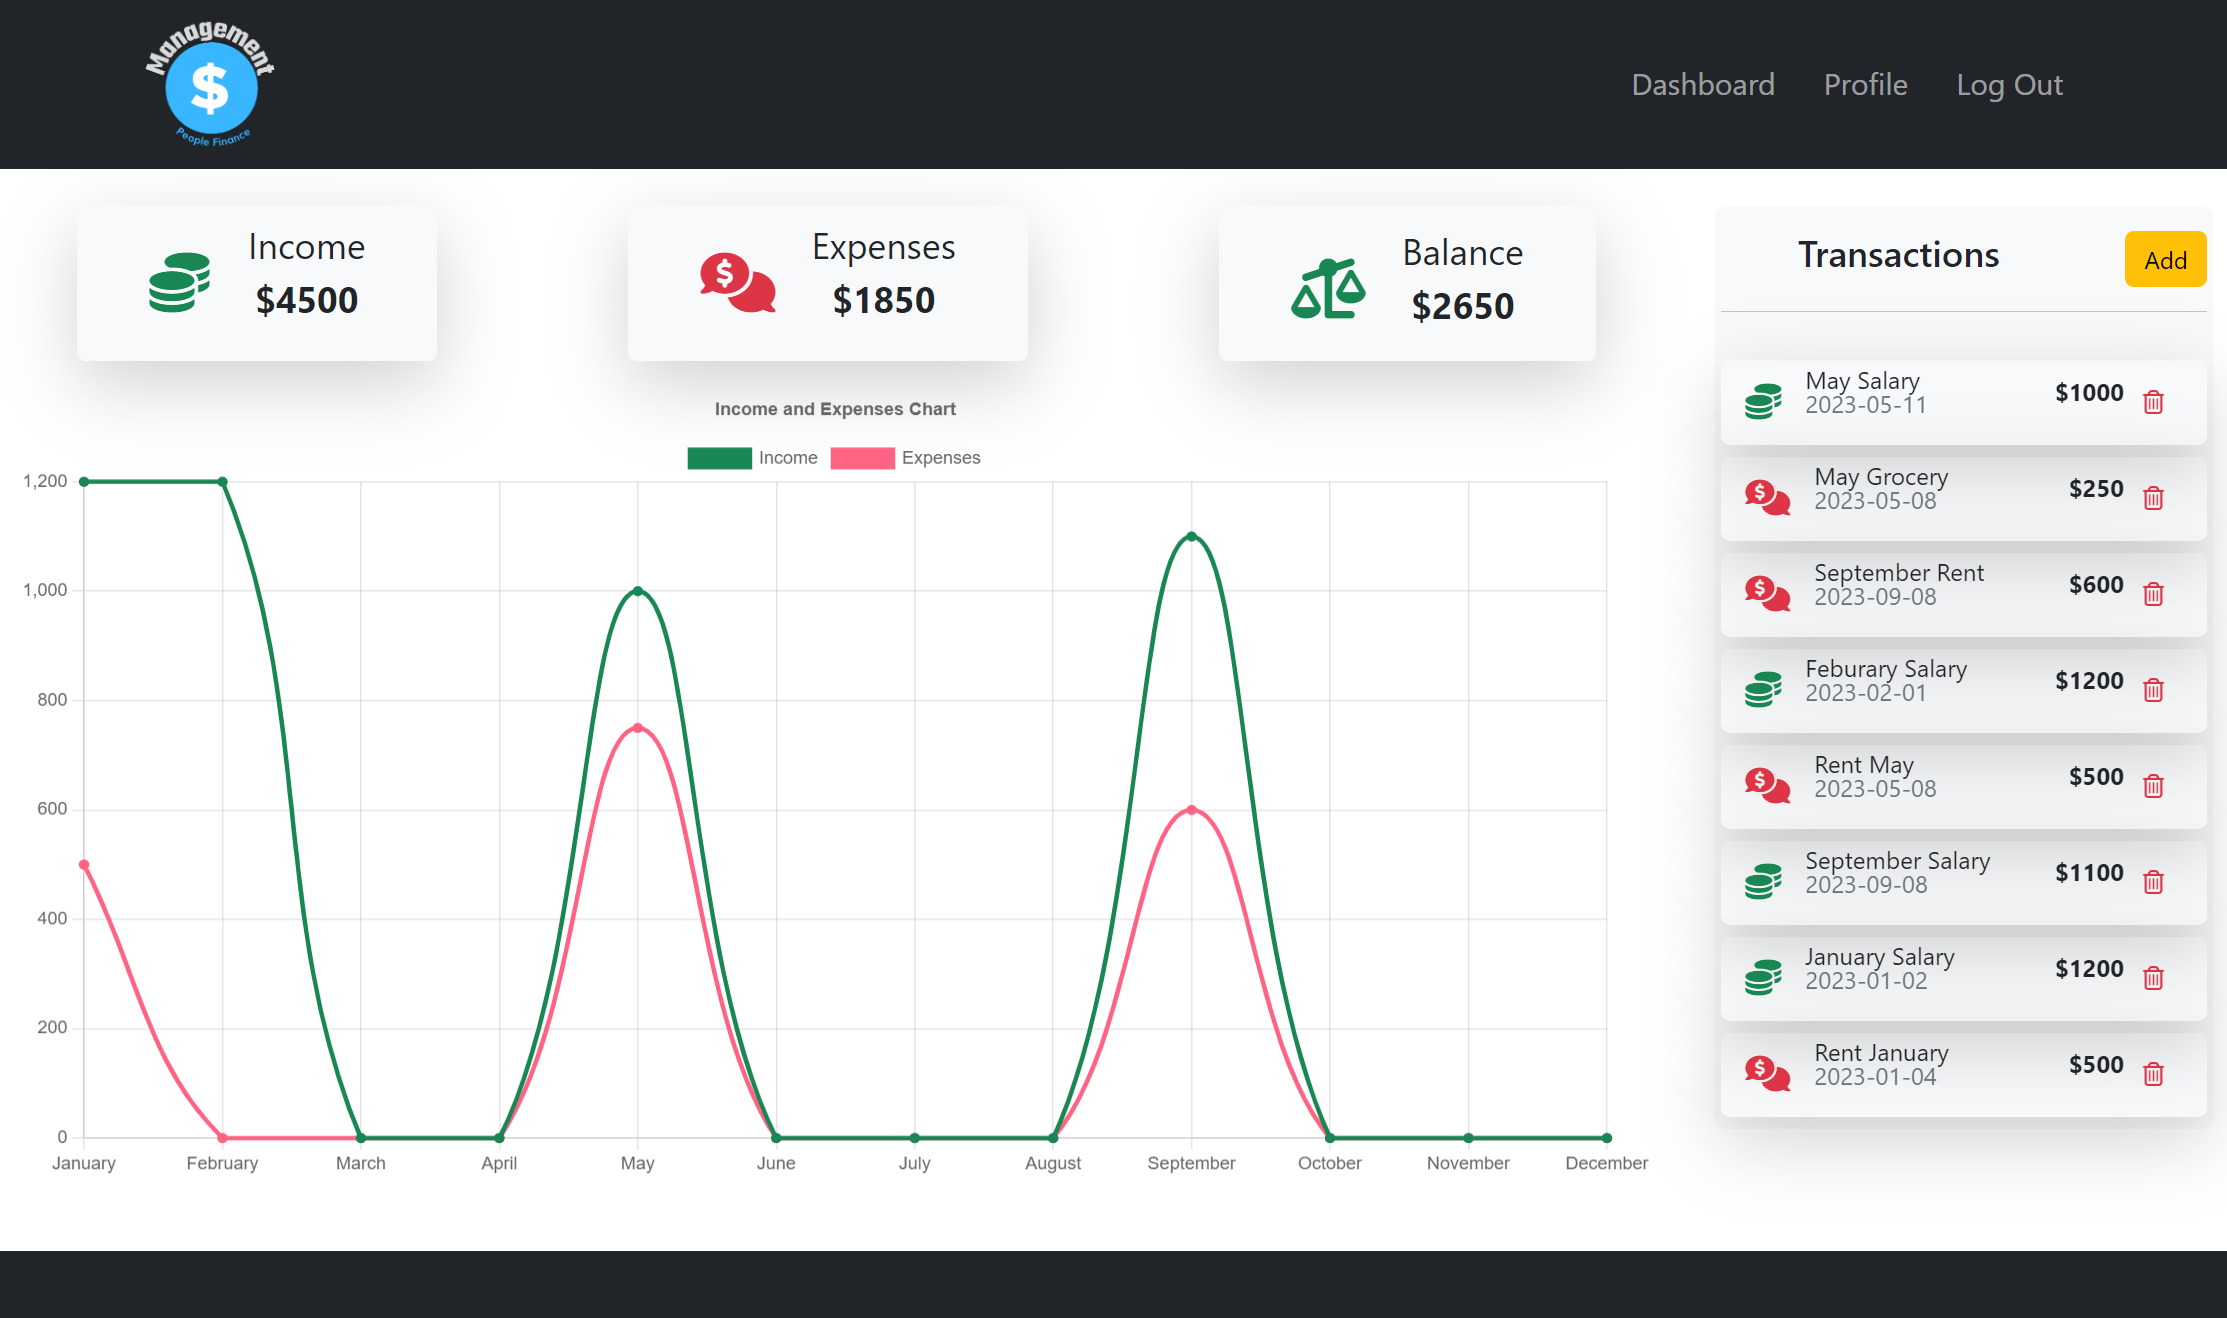 Management
$
People Finance
Dashboard Profile Log Out
Income
$4500
$
Expenses
$1850
Balance
$2650
Transactions
Add
Income and Expenses Chart
Income Expenses
1,200
1,000
800
600
400
200
0
January February March April May June July August September October November December
May Salary
2023-05-11
$1000
$
May Grocery
2023-05-08
$250
$
September Rent
2023-09-08
$600
Feburary Salary
2023-02-01
$1200
$
Rent May
2023-05-08
$500
September Salary
2023-09-08
$1100
January Salary
2023-01-02
$1200
$
Rent January
2023-01-04
$500